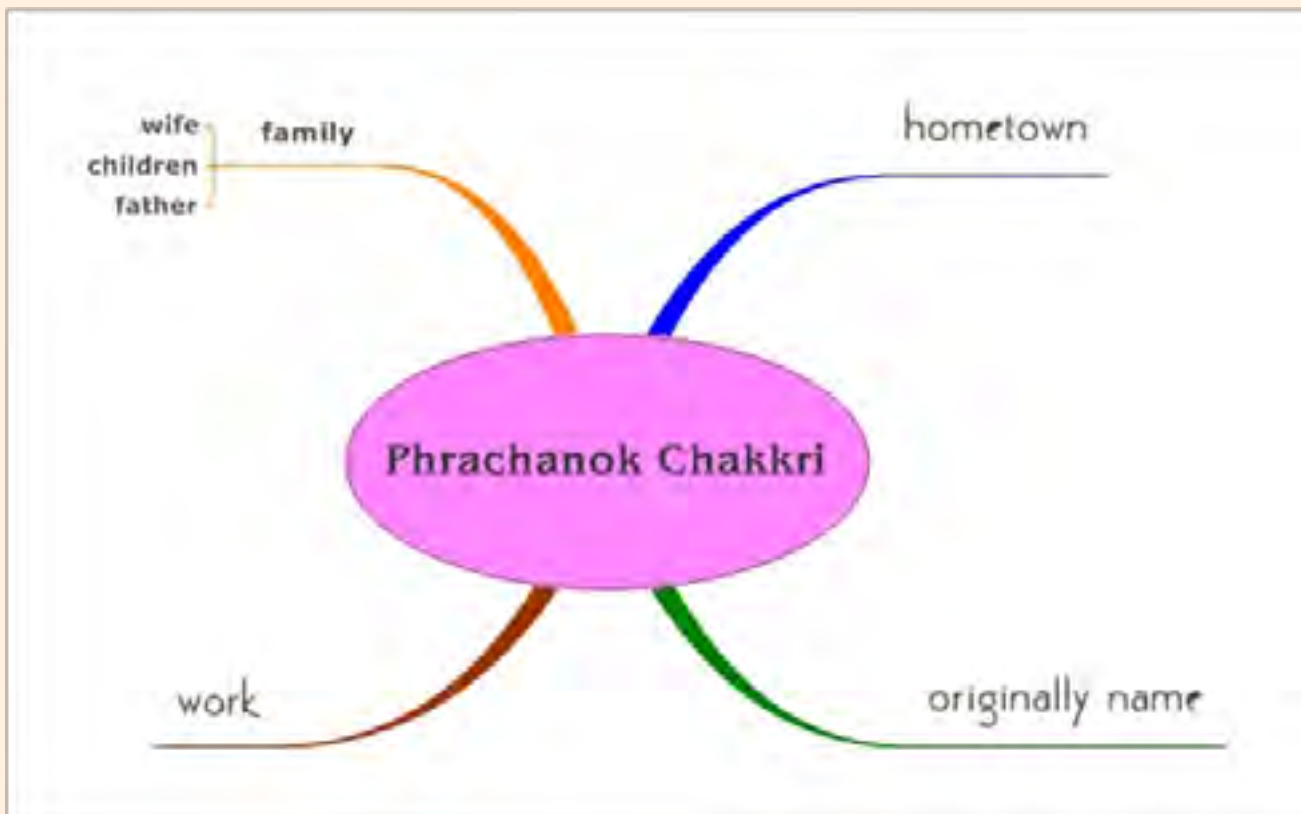 wife
family
children
father
hometown
Phrachanok Chakkri
work
originally name